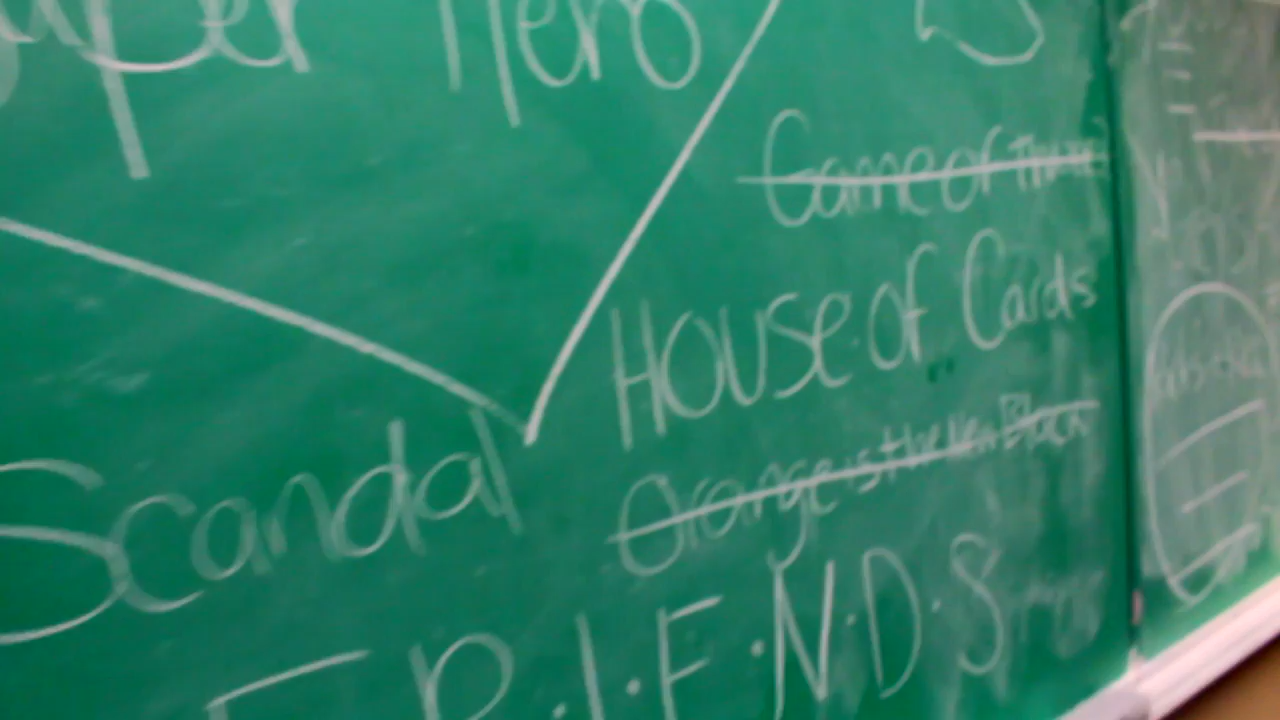 Super Hero
Game of Thrones
House of Cards
Orange is the New Black
Scandal
F.R.I.E.N.D.S